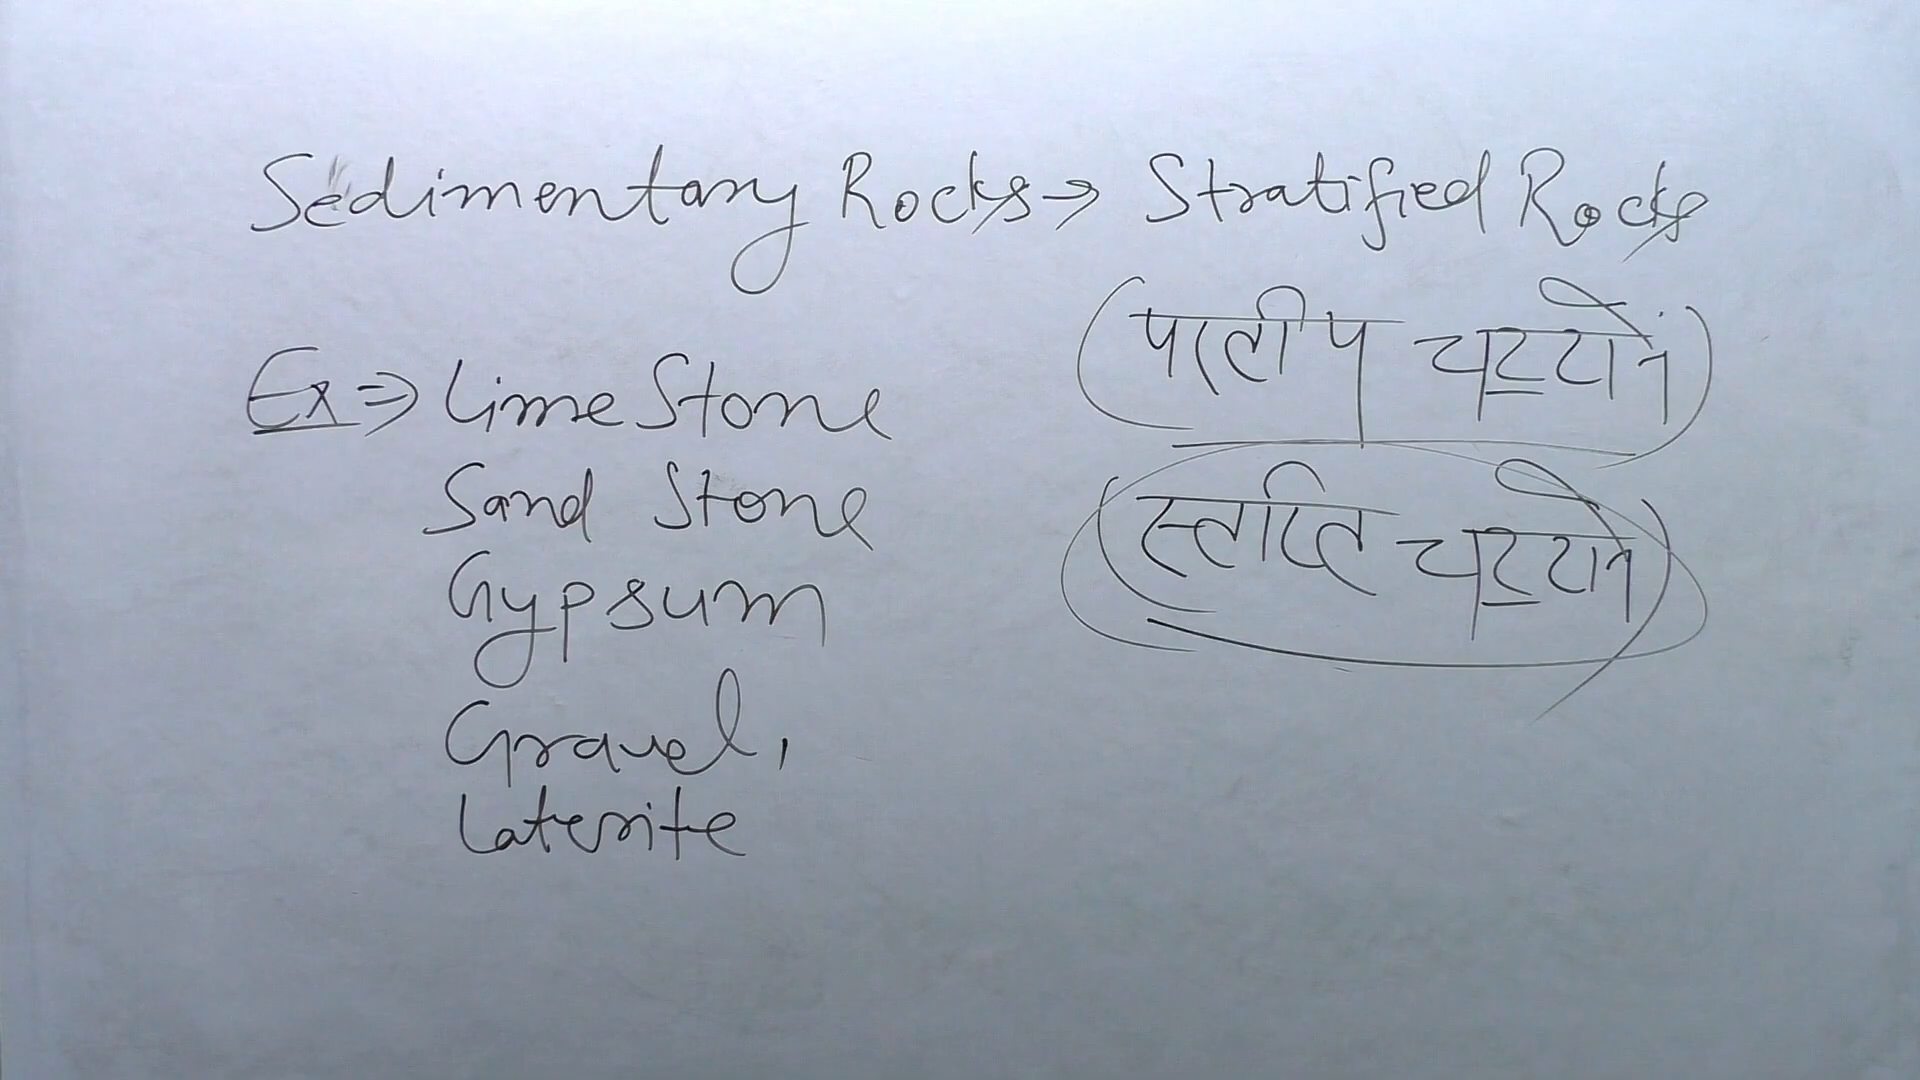 Sedimentary Rocks → Stratified Rocks
(परतीय चट्टानें)
(स्तरित चट्टानें)
Ex ⇒ Lime Stone
Sand Stone
Gypsum
Gravel,
Laterite